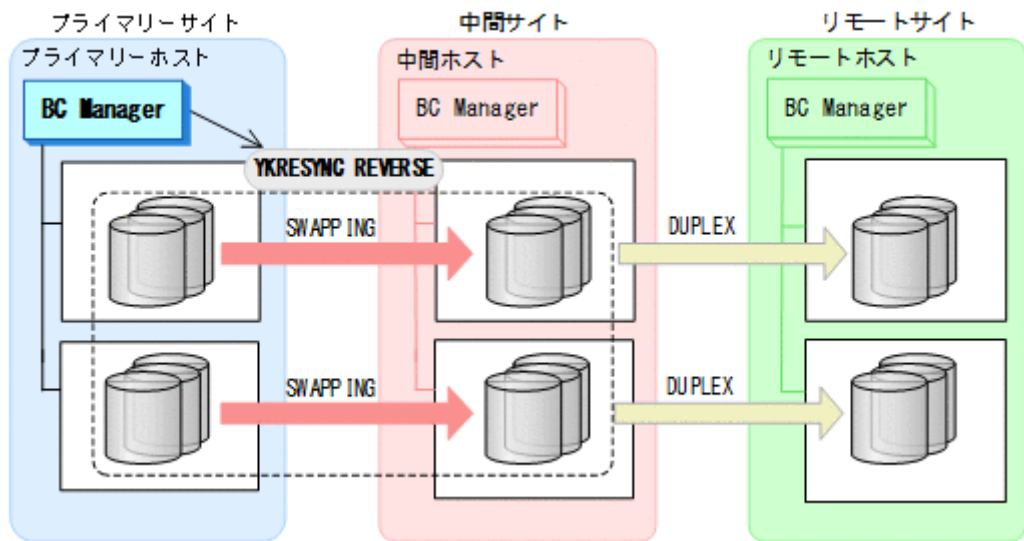 プライマリーサイト
中間サイト
リモートサイト
プライマリーホスト
中間ホスト
リモートホスト
BC Manager
BC Manager
BC Manager
YKRESYNC REVERSE
SWAPPING
DUPLEX
SWAPPING
DUPLEX